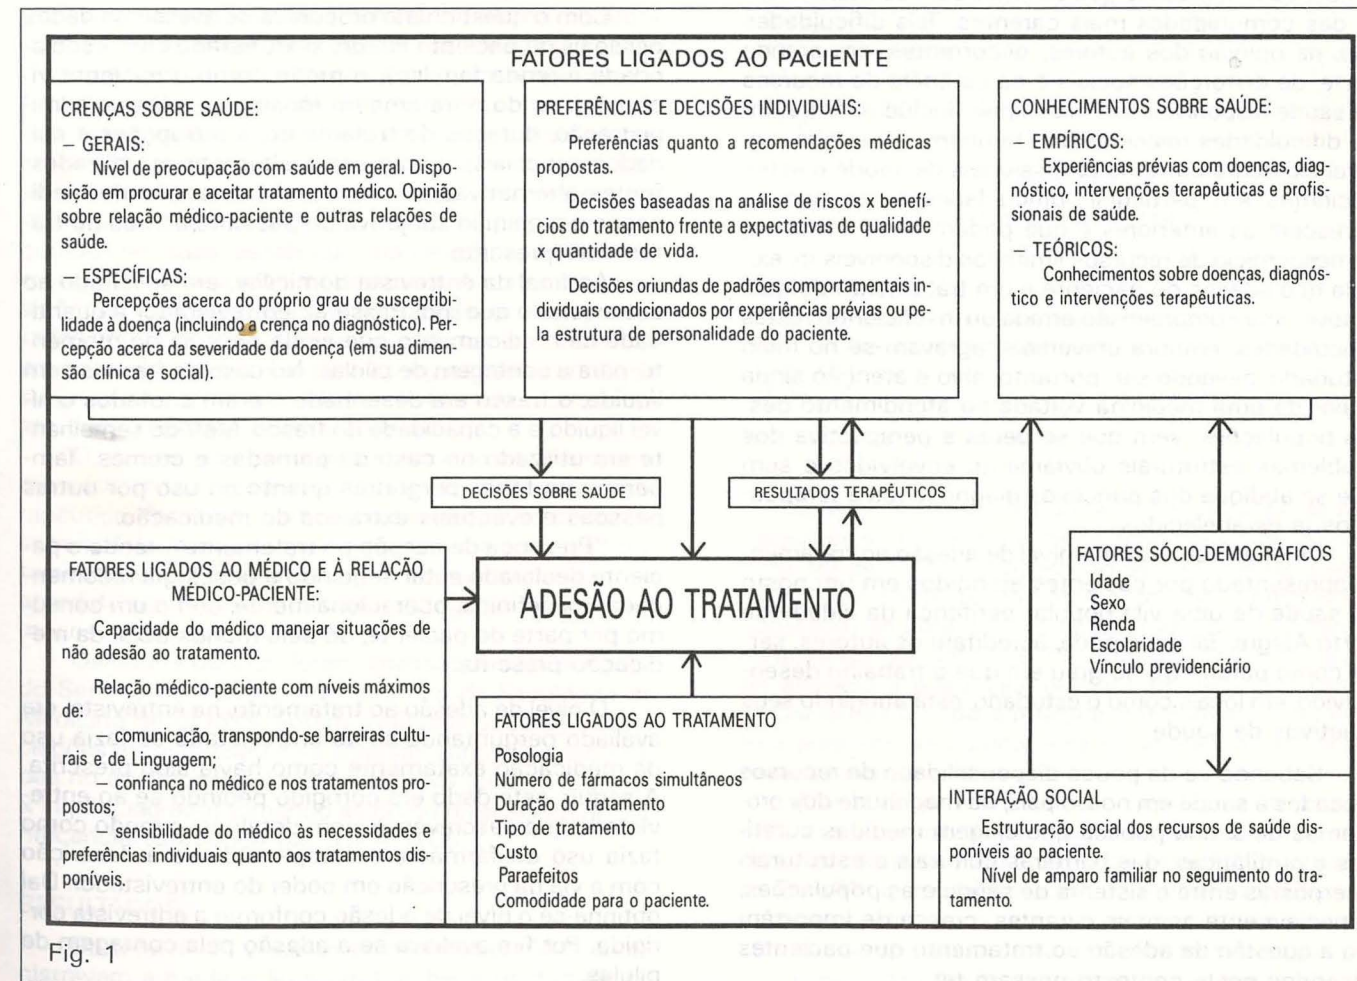 FATORES LIGADOS AO PACIENTE
CRENÇAS SOBRE SAÚDE:
— GERAIS:
Nível de preocupação com saúde em geral. Dispo-
sição em procurar e aceitar tratamento médico. Opinião
sobre relação médico-paciente e outras relações de
saúde.
— ESPECÍFICAS:
Percepções acerca do próprio grau de susceptibi-
lidade à doença (incluindo a crença no diagnóstico). Per-
cepção acerca da severidade da doença (em sua dimen-
são clínica e social).
PREFERÊNCIAS E DECISÕES INDIVIDUAIS:
Preferências quanto a recomendações médicas
propostas.
Decisões baseadas na análise de riscos x benefí-
cios do tratamento frente a expectativas de qualidade
x quantidade de vida.
Decisões oriundas de padrões comportamentais in-
dividuais condicionados por experiências prévias ou pe-
la estrutura de personalidade do paciente.
CONHECIMENTOS SOBRE SAÚDE:
— EMPÍRICOS:
Experiências prévias com doenças, diag-
nóstico, intervenções terapêuticas e profis-
sionais de saúde.
— TEÓRICOS:
Conhecimentos sobre doenças, diagnós-
tico e intervenções terapêuticas.
DECISÕES SOBRE SAÚDE
RESULTADOS TERAPÊUTICOS
FATORES LIGADOS AO MÉDICO E À RELAÇÃO
MÉDICO-PACIENTE:
Capacidade do médico manejar situações de
não adesão ao tratamento.
Relação médico-paciente com níveis máximos
de:
— comunicação, transpondo-se barreiras cultu-
rais e de Linguagem;
— confiança no médico e nos tratamentos pro-
postos;
— sensibilidade do médico às necessidades e
preferências individuais quanto aos tratamentos dis-
poníveis.
ADESÃO AO TRATAMENTO
FATORES LIGADOS AO TRATAMENTO
Posologia
Número de fármacos simultâneos
Duração do tratamento
Tipo de tratamento
Custo
Paraefeitos
Comodidade para o paciente.
FATORES SÓCIO-DEMOGRÁFICOS
Idade
Sexo
Renda
Escolaridade
Vínculo previdenciário
INTERAÇÃO SOCIAL
Estruturação social dos recursos de saúde dis-
poníveis ao paciente.
Nível de amparo familiar no seguimento do tra-
tamento.
Fig. 1